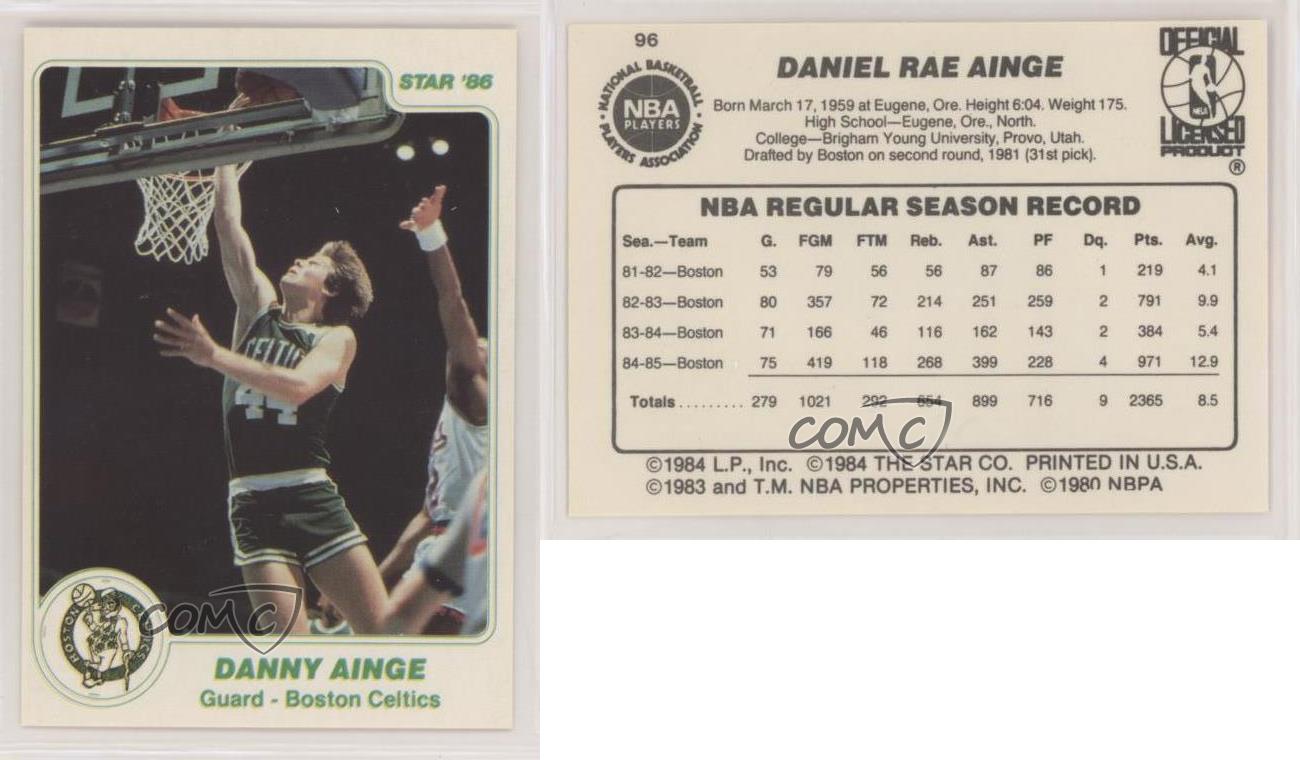 STAR '86
CELTICS
44
BOSTON CELTICS
COMC
DANNY AINGE
Guard - Boston Celtics
96
DANIEL RAE AINGE
NATIONAL BASKETBALL
NBA
PLAYERS
PLAYERS ASSOCIATION
OFFICIAL
NBA
LICENSED
PRODUCT
®
Born March 17, 1959 at Eugene, Ore. Height 6:04. Weight 175.
High School—Eugene, Ore., North.
College—Brigham Young University, Provo, Utah.
Drafted by Boston on second round, 1981 (31st pick).
NBA REGULAR SEASON RECORD
Sea.—Team G. FGM FTM Reb. Ast. PF Dq. Pts. Avg.
81-82—Boston 53 79 56 56 87 86 1 219 4.1
82-83—Boston 80 357 72 214 251 259 2 791 9.9
83-84—Boston 71 166 46 116 162 143 2 384 5.4
84-85—Boston 75 419 118 268 399 228 4 971 12.9
Totals......... 279 1021 292 654 899 716 9 2365 8.5
COMC
©1984 L.P., Inc. ©1984 THE STAR CO. PRINTED IN U.S.A.
©1983 and T.M. NBA PROPERTIES, INC. ©1980 NBPA